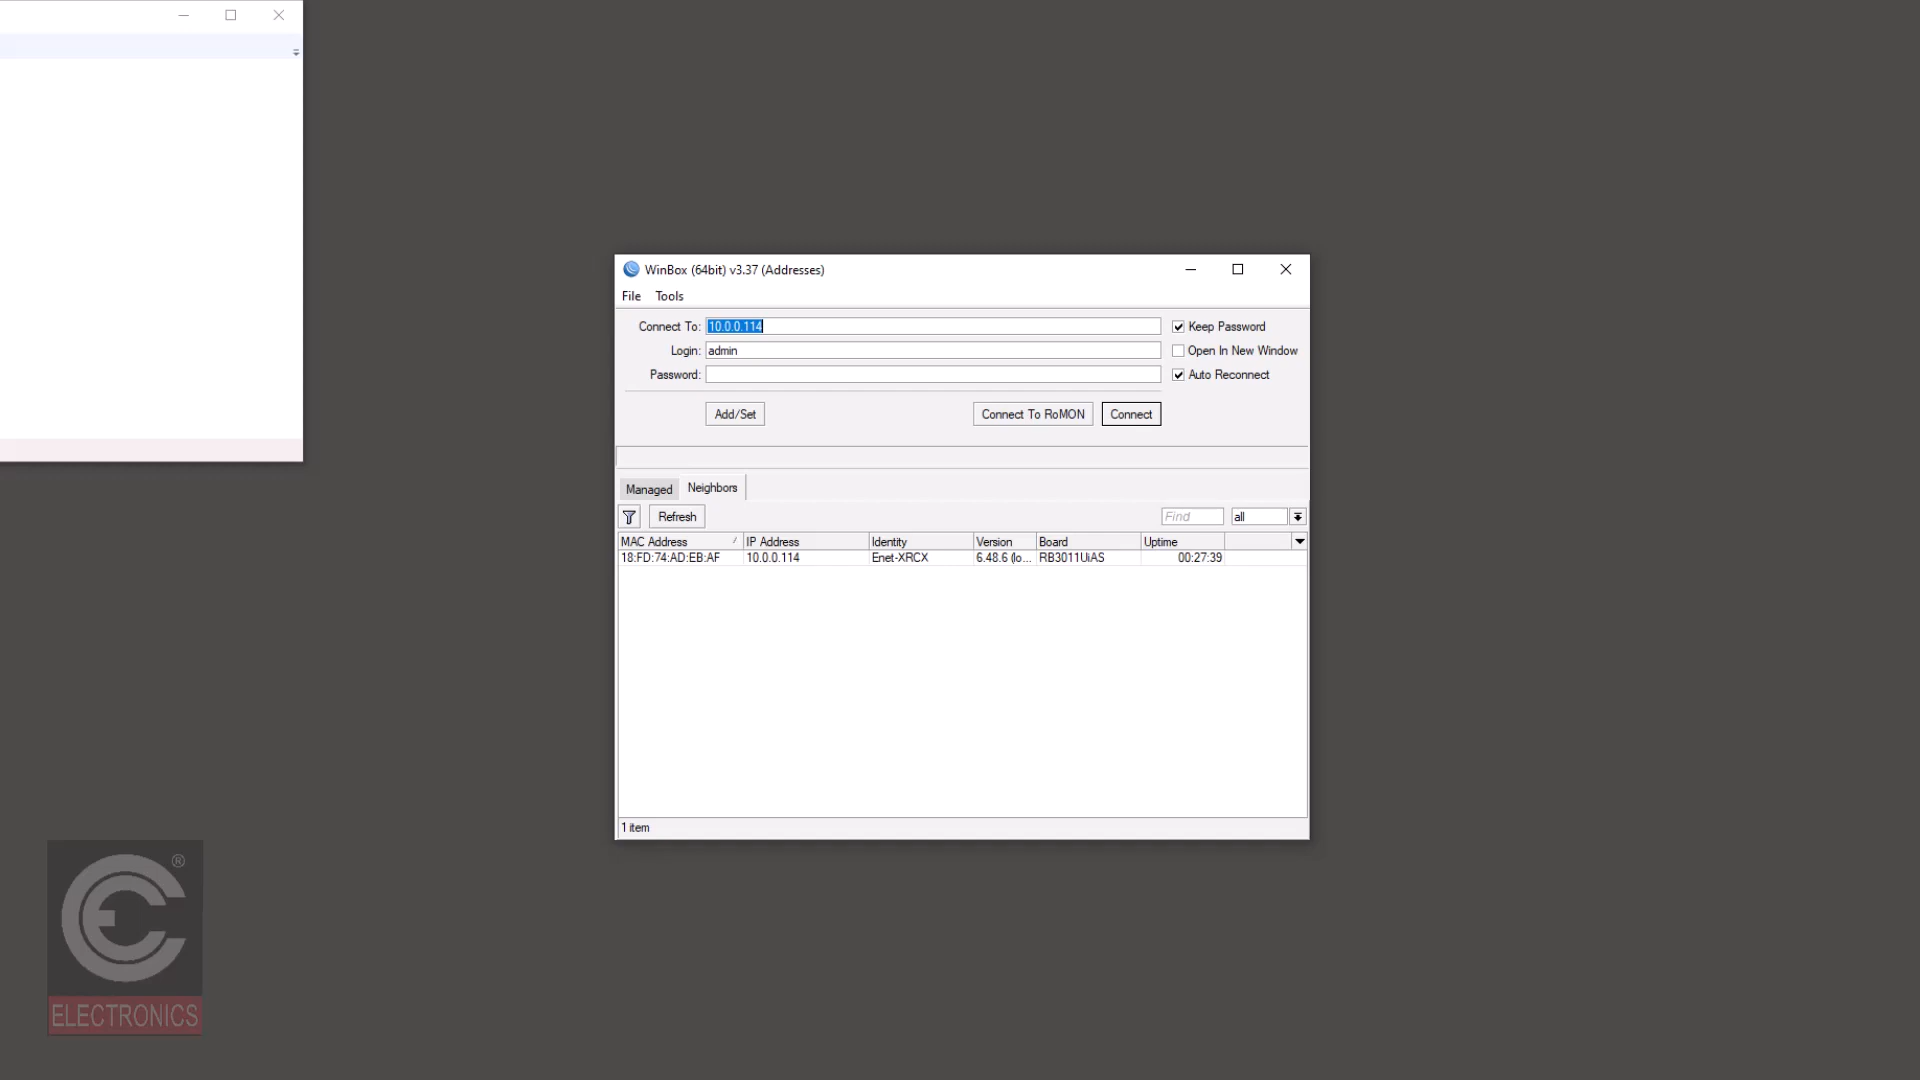 WinBox (64bit) v3.37 (Addresses)
File Tools
Connect To: 10.0.0.114
Keep Password
Login: admin
Open In New Window
Password:
Auto Reconnect
Add/Set
Connect To RoMON
Connect
Managed Neighbors
Refresh
Find
all
MAC Address IP Address Identity Version Board Uptime
18:FD:74:AD:EB:AF 10.0.0.114 Enet-XRCX 6.48.6 (lo... RB3011UiAS 00:27:39
1 item
®
ELECTRONICS